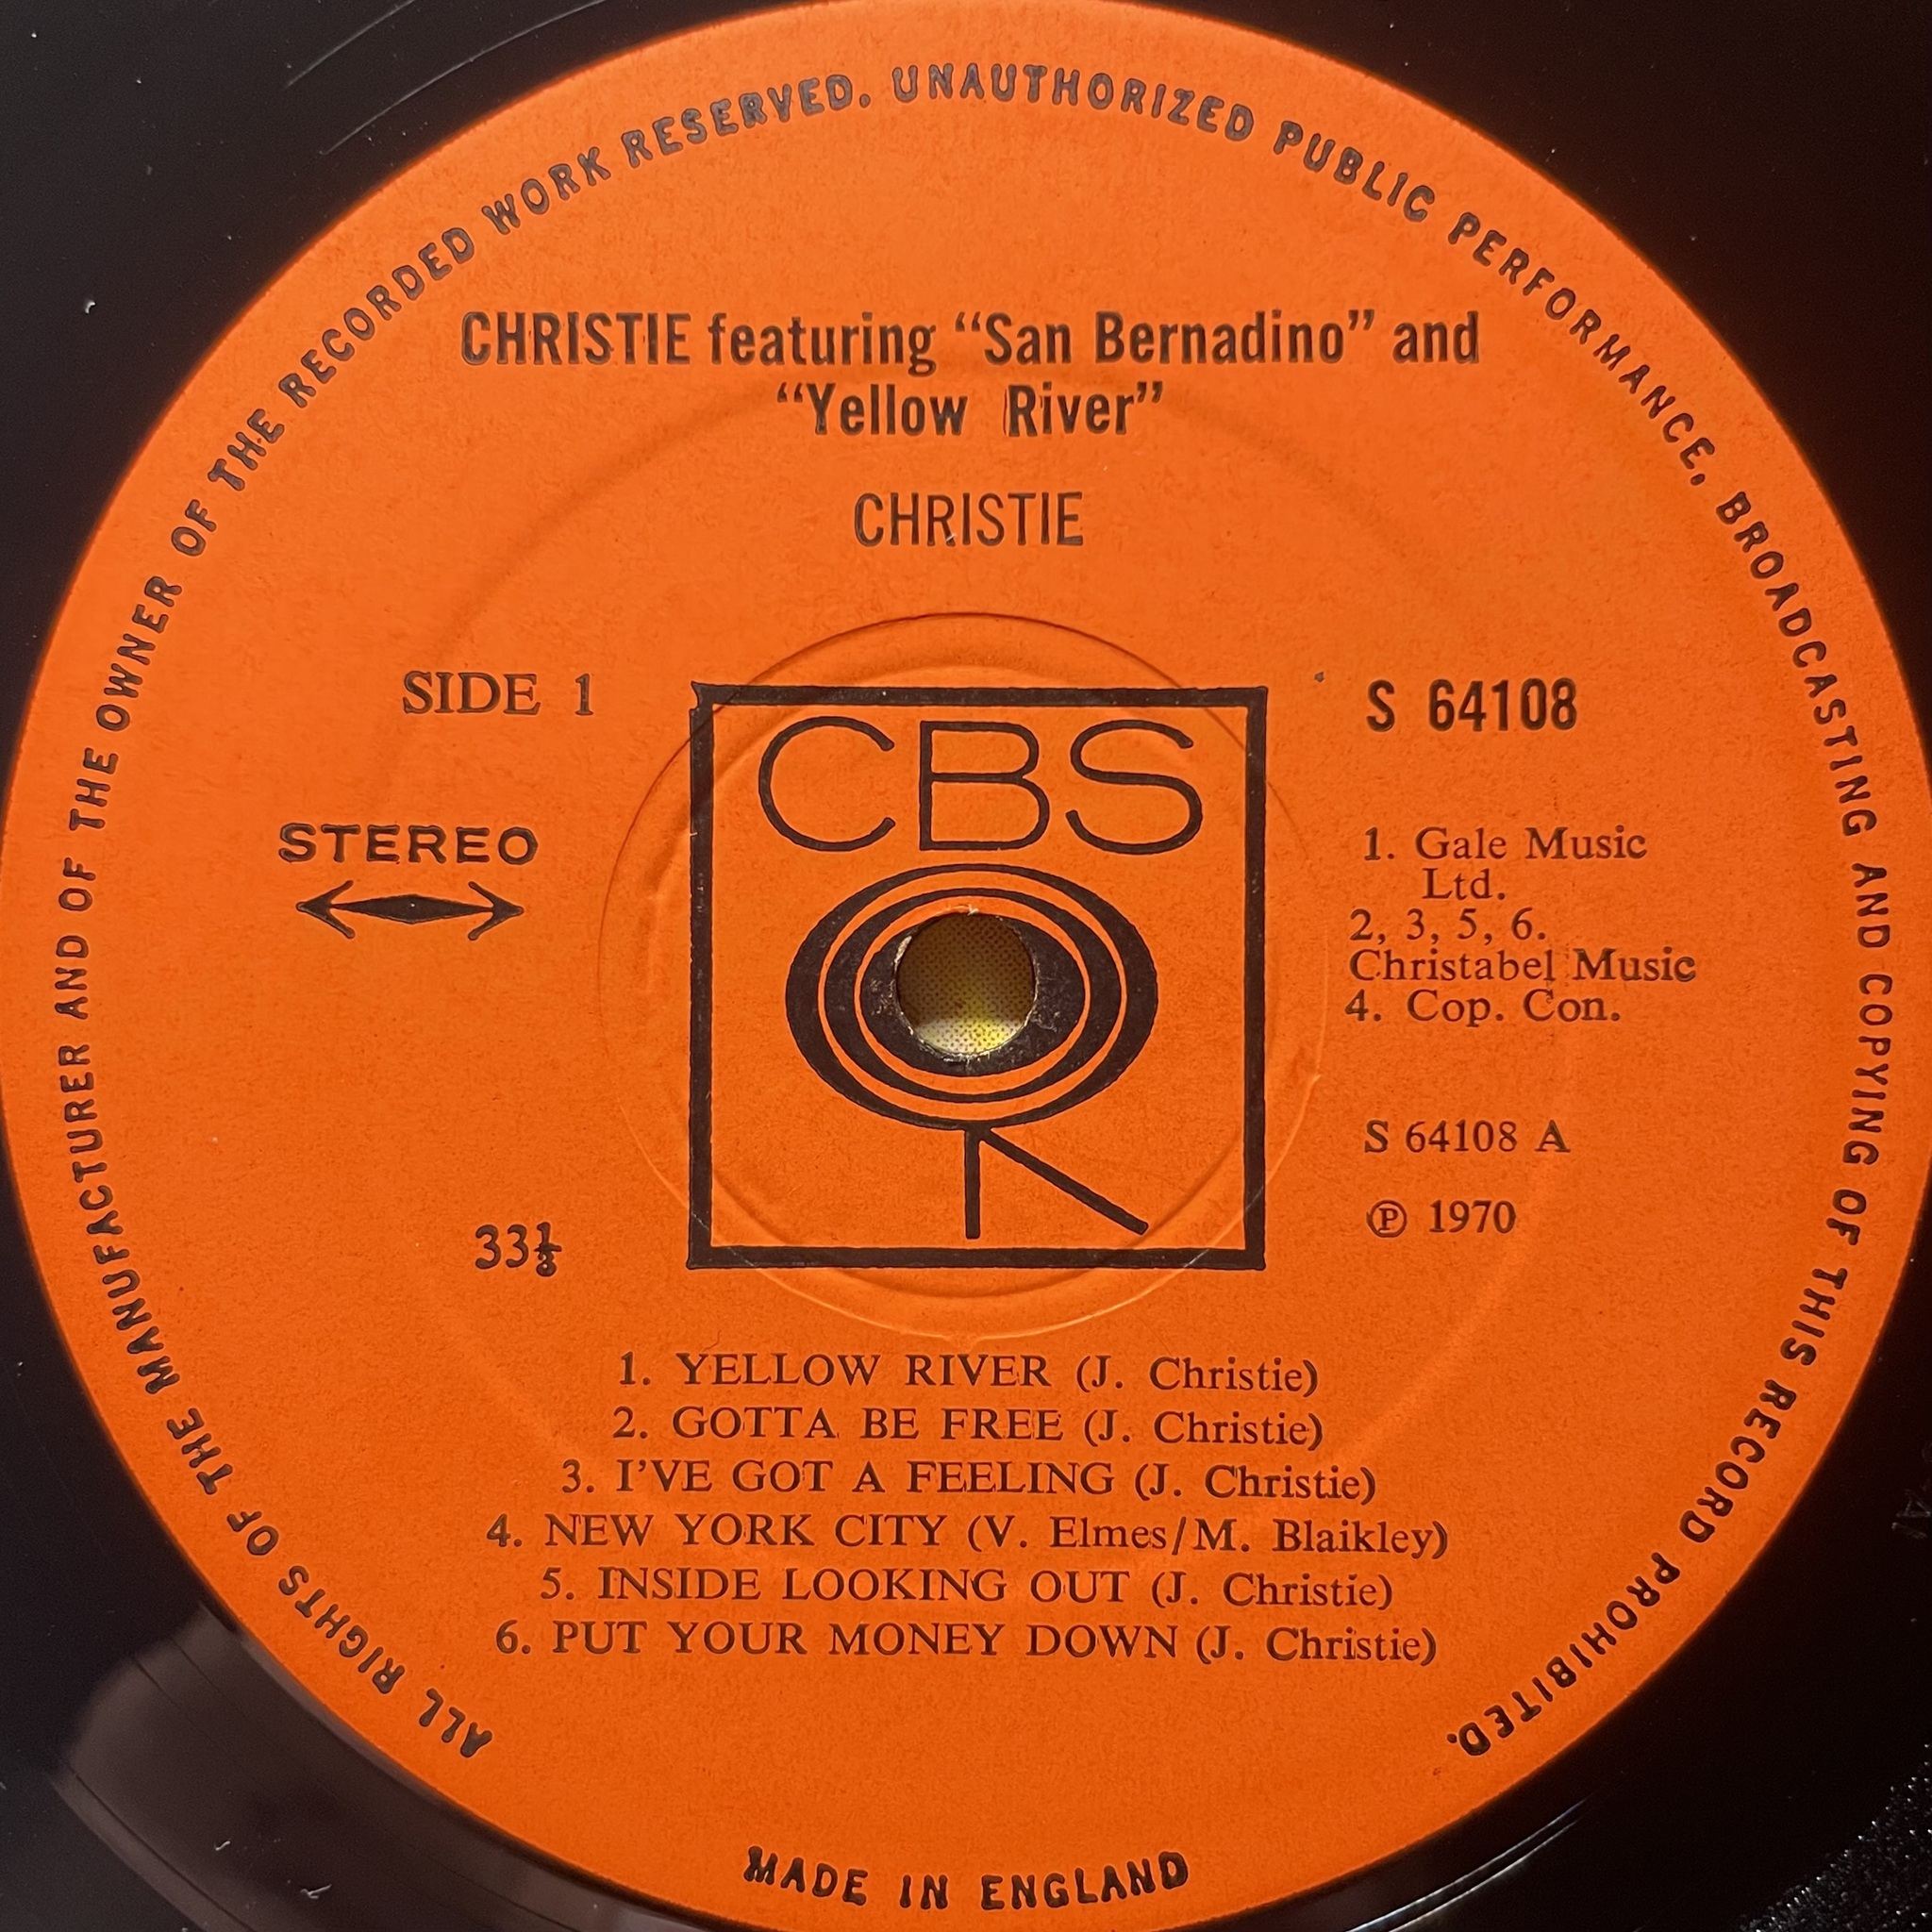 ALL RIGHTS OF THE MANUFACTURER AND OF THE OWNER OF THE RECORDED WORK RESERVED. UNAUTHORIZED PUBLIC PERFORMANCE, BROADCASTING AND COPYING OF THIS RECORD PROHIBITED.
CHRISTIE featuring “San Bernadino” and
“Yellow River”
CHRISTIE
SIDE 1
STEREO
33⅓
CBS
S 64108
1. Gale Music
Ltd.
2, 3, 5, 6.
Christabel Music
4. Cop. Con.
S 64108 A
℗ 1970
1. YELLOW RIVER (J. Christie)
2. GOTTA BE FREE (J. Christie)
3. I’VE GOT A FEELING (J. Christie)
4. NEW YORK CITY (V. Elmes/M. Blaikley)
5. INSIDE LOOKING OUT (J. Christie)
6. PUT YOUR MONEY DOWN (J. Christie)
MADE IN ENGLAND